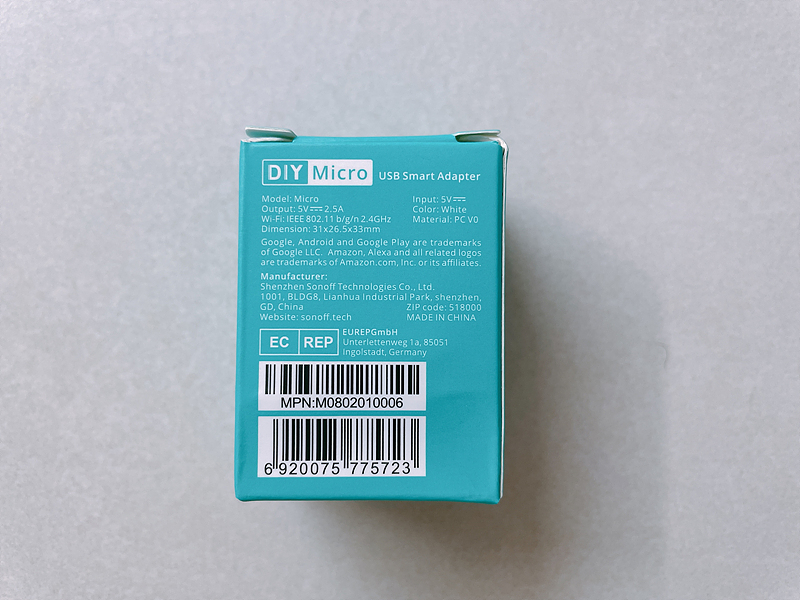 DIY Micro USB Smart Adapter
Model: Micro Input: 5V⎓
Output: 5V⎓2.5A Color: White
Wi-Fi: IEEE 802.11 b/g/n 2.4GHz Material: PC V0
Dimension: 31x26.5x33mm
Google, Android and Google Play are trademarks
of Google LLC. Amazon, Alexa and all related logos
are trademarks of Amazon.com, Inc. or its affiliates.
Manufacturer:
Shenzhen Sonoff Technologies Co., Ltd.
1001, BLDG8, Lianhua Industrial Park, shenzhen,
GD, China ZIP code: 518000
Website: sonoff.tech MADE IN CHINA
EC REP
EUREPGmbH
Unterlettenweg 1a, 85051
Ingolstadt, Germany
MPN:M0802010006
6 920075 775723